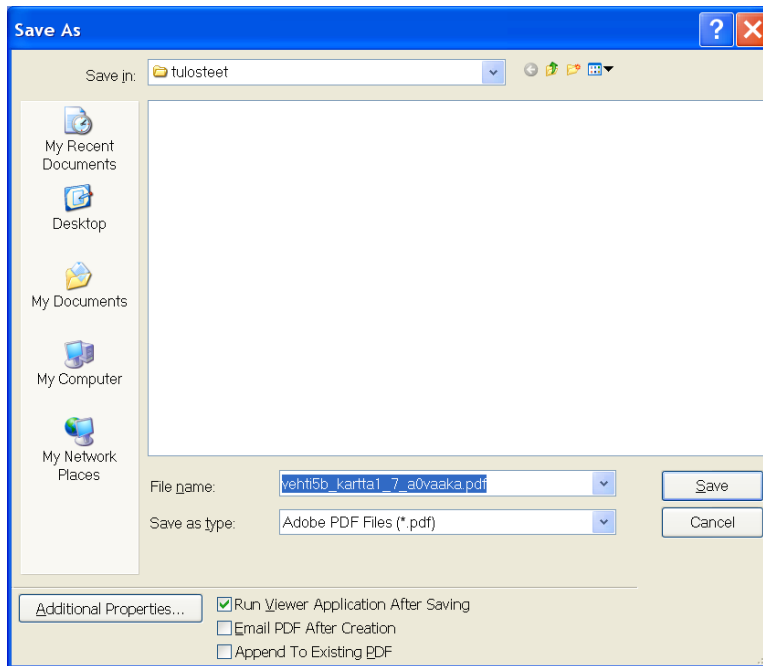 Save As
Save in:
tulosteet
My Recent
Documents
Desktop
My Documents
My Computer
My Network
Places
File name:
vehti5b_kartta1_7_a0vaaka.pdf
Save
Save as type:
Adobe PDF Files (*.pdf)
Cancel
Additional Properties...
Run Viewer Application After Saving
Email PDF After Creation
Append To Existing PDF